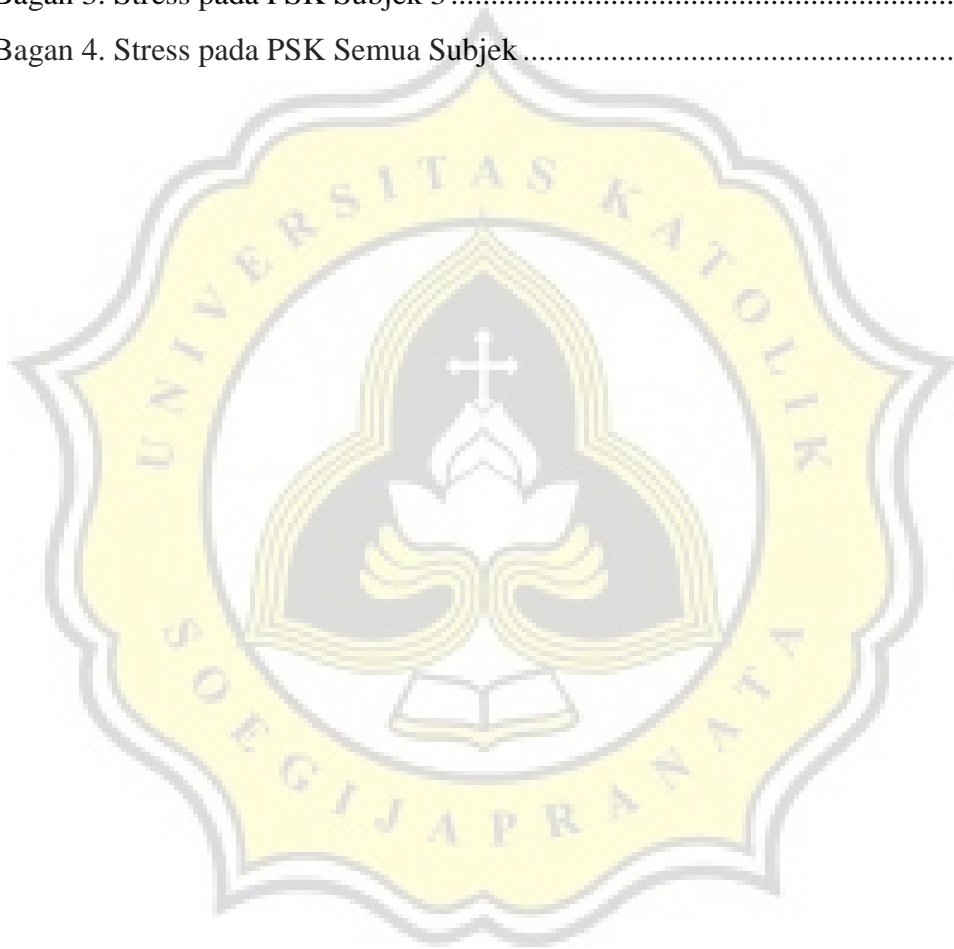 Bagan 3. Stress pada PSK Subjek 3..........................................................................
Bagan 4. Stress pada PSK Semua Subjek................................................................
UNIVERSITAS KATOLIK
SOEGIJAPRANATA